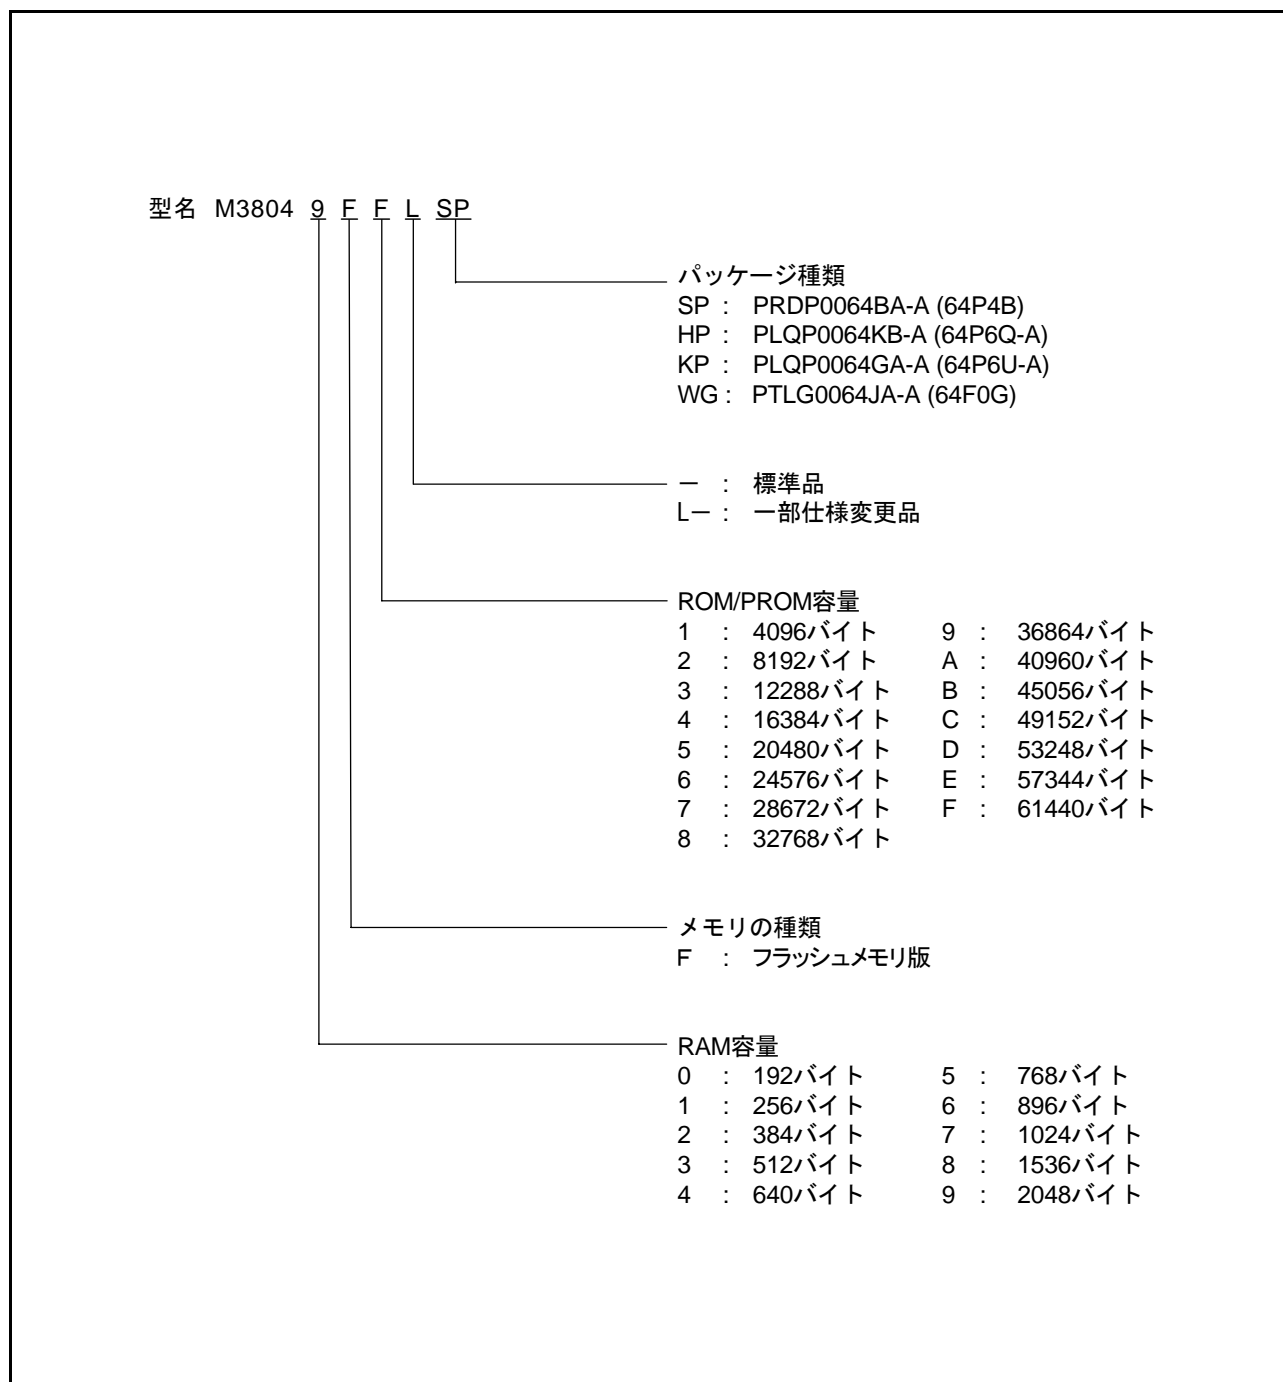 型名 M3804 9 F F L SP
パッケージ種類
SP : PRDP0064BA-A (64P4B)
HP : PLQP0064KB-A (64P6Q-A)
KP : PLQP0064GA-A (64P6U-A)
WG : PTLG0064JA-A (64F0G)
ー : 標準品
Lー : 一部仕様変更品
ROM/PROM容量
1 : 4096バイト 9 : 36864バイト
2 : 8192バイト A : 40960バイト
3 : 12288バイト B : 45056バイト
4 : 16384バイト C : 49152バイト
5 : 20480バイト D : 53248バイト
6 : 24576バイト E : 57344バイト
7 : 28672バイト F : 61440バイト
8 : 32768バイト
メモリの種類
F : フラッシュメモリ版
RAM容量
0 : 192バイト 5 : 768バイト
1 : 256バイト 6 : 896バイト
2 : 384バイト 7 : 1024バイト
3 : 512バイト 8 : 1536バイト
4 : 640バイト 9 : 2048バイト